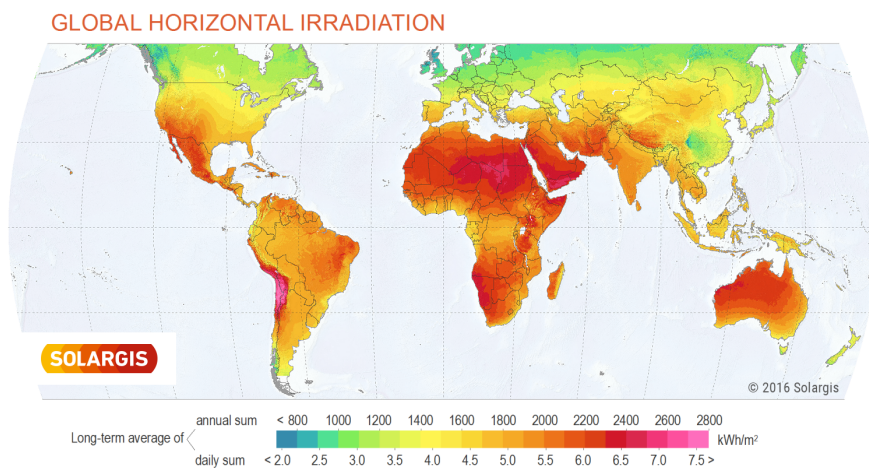 GLOBAL HORIZONTAL IRRADIATION
SOLARGIS
© 2016 Solargis
annual sum < 800 1000 1200 1400 1600 1800 2000 2200 2400 2600 2800
Long-term average of kWh/m²
daily sum < 2.0 2.5 3.0 3.5 4.0 4.5 5.0 5.5 6.0 6.5 7.0 7.5 >